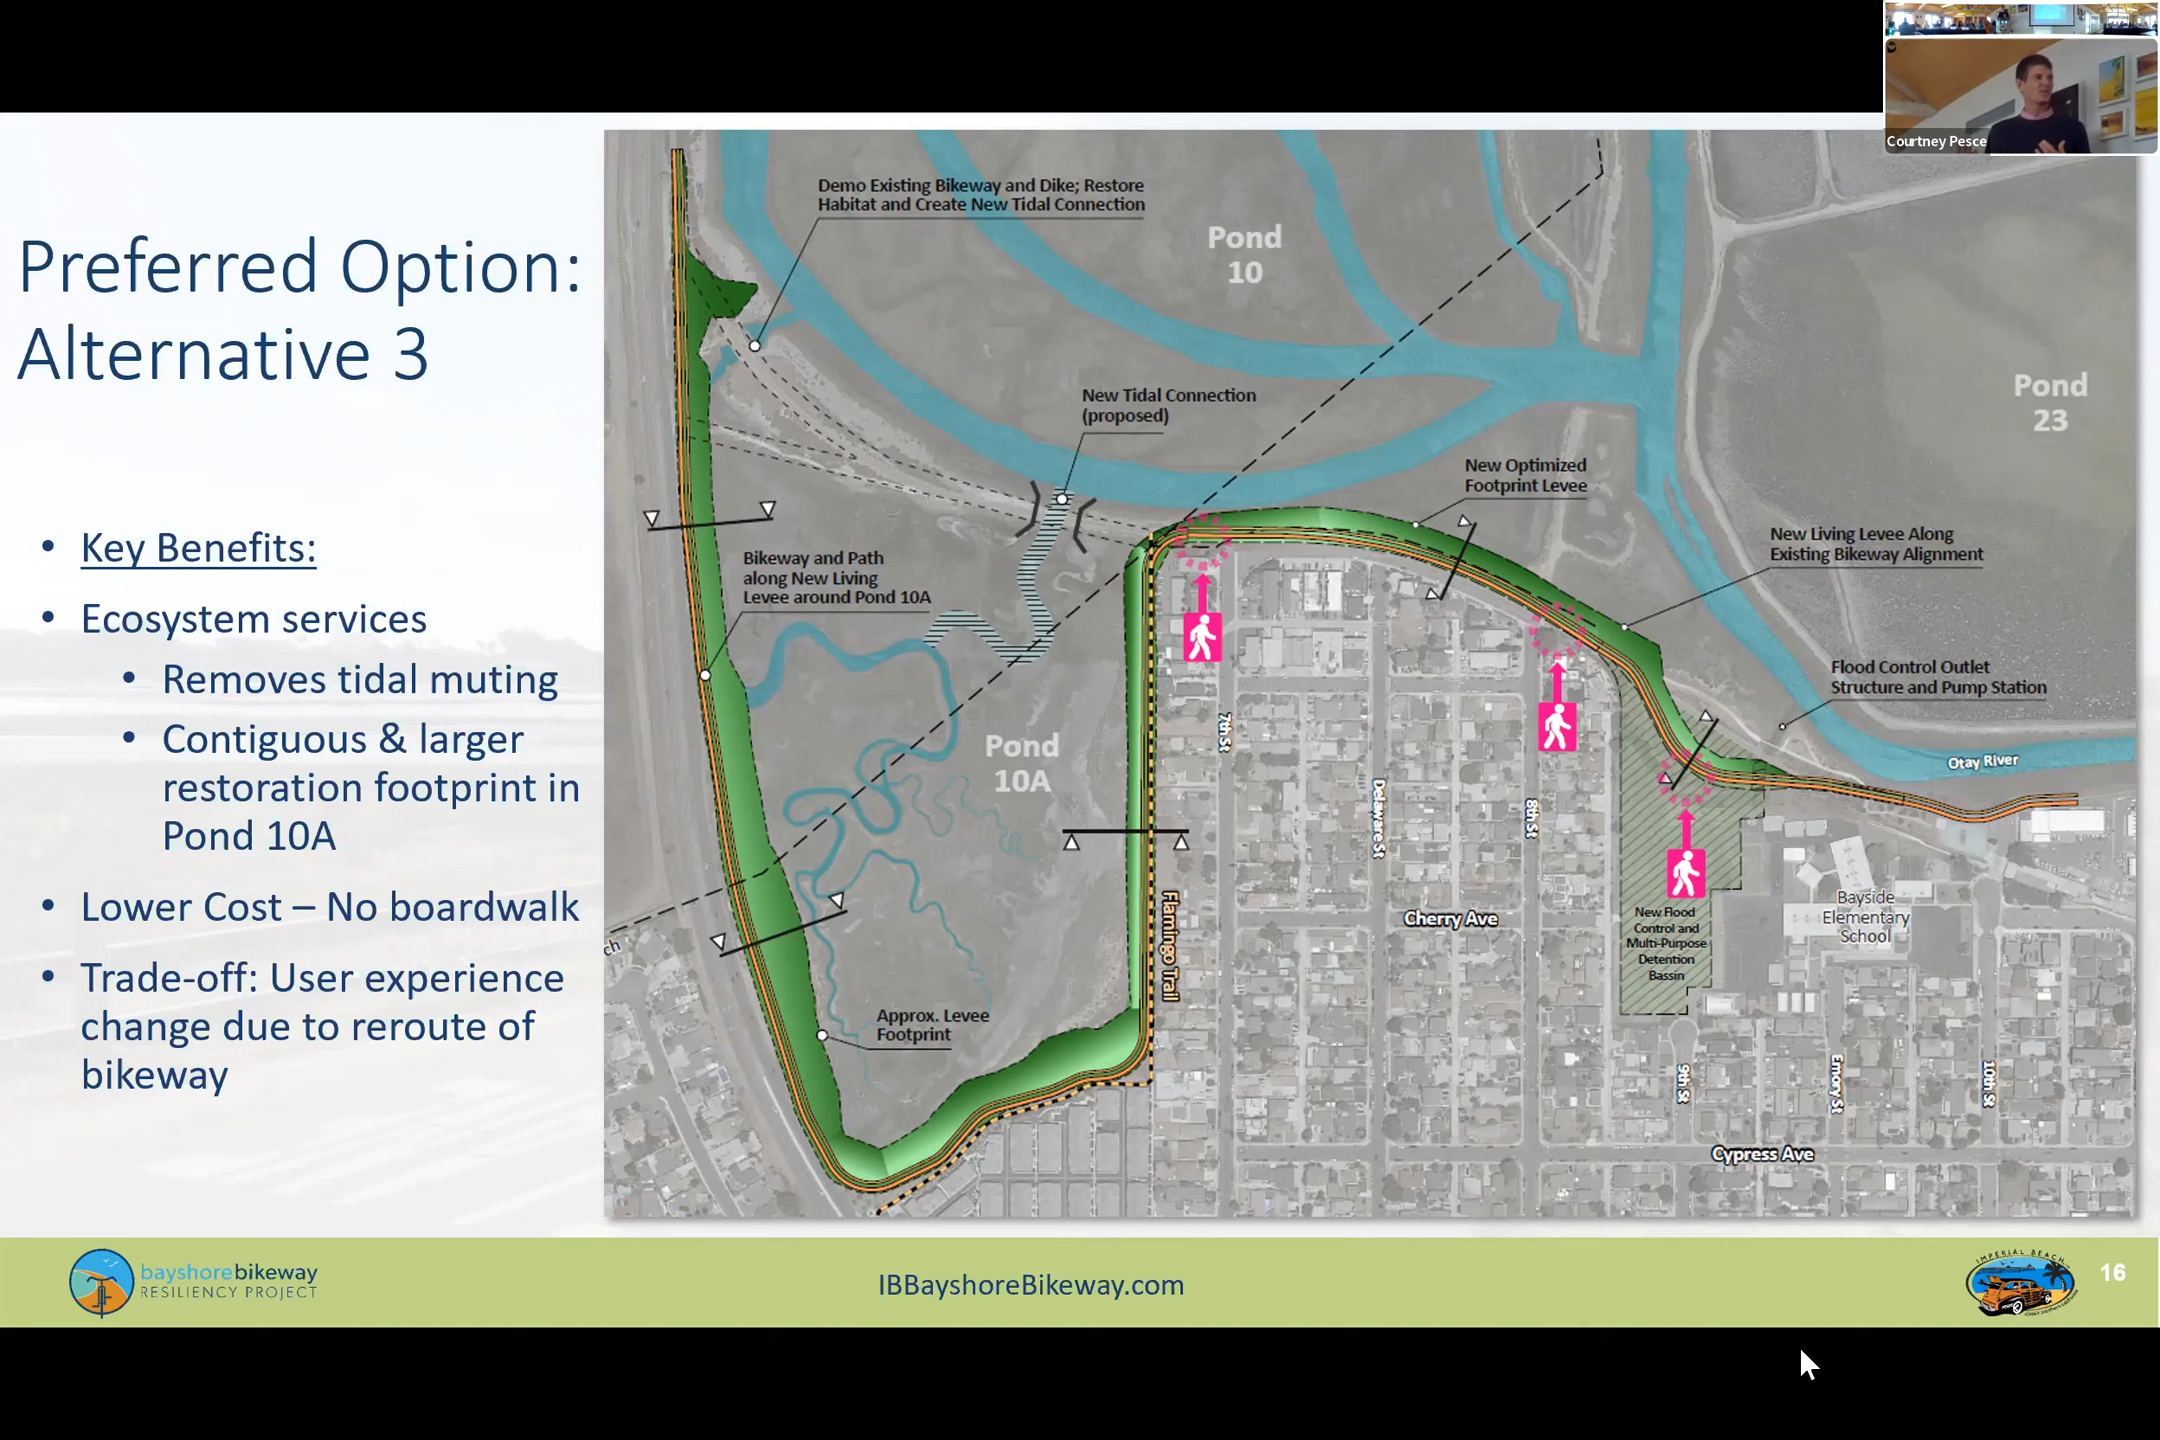 Courtney Pesce
Preferred Option:
Alternative 3
• Key Benefits:
• Ecosystem services
• Removes tidal muting
• Contiguous & larger
restoration footprint in
Pond 10A
• Lower Cost – No boardwalk
• Trade-off: User experience
change due to reroute of
bikeway
Demo Existing Bikeway and Dike; Restore
Habitat and Create New Tidal Connection
Pond
10
Pond
23
New Tidal Connection
(proposed)
New Optimized
Footprint Levee
New Living Levee Along
Existing Bikeway Alignment
Bikeway and Path
along New Living
Levee around Pond 10A
Flood Control Outlet
Structure and Pump Station
Pond
10A
Otay River
7th St
Delaware St
8th St
Flamingo Trail
Cherry Ave
Bayside
Elementary
School
New Flood
Control and
Multi-Purpose
Detention
Bassin
ch
Approx. Levee
Footprint
9th St
Emory St
10th St
Cypress Ave
bayshorebikeway
RESILIENCY PROJECT
IBBayshoreBikeway.com
IMPERIAL BEACH
16